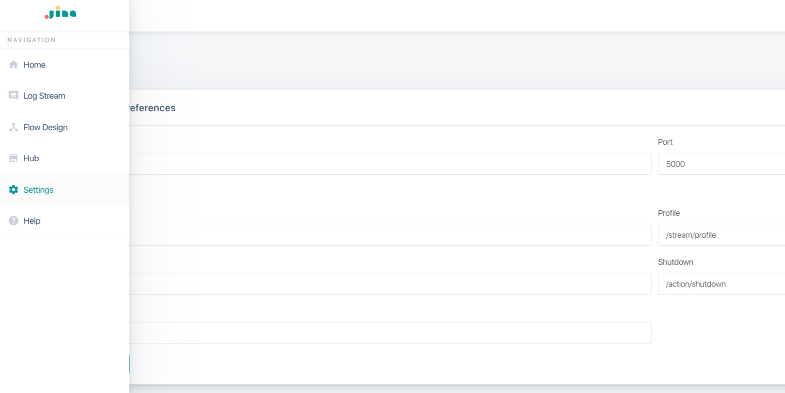 .jina
NAVIGATION
Home
Log Stream
Flow Design
Hub
Settings
Help
references
Port
5000
Profile
/stream/profile
Shutdown
/action/shutdown